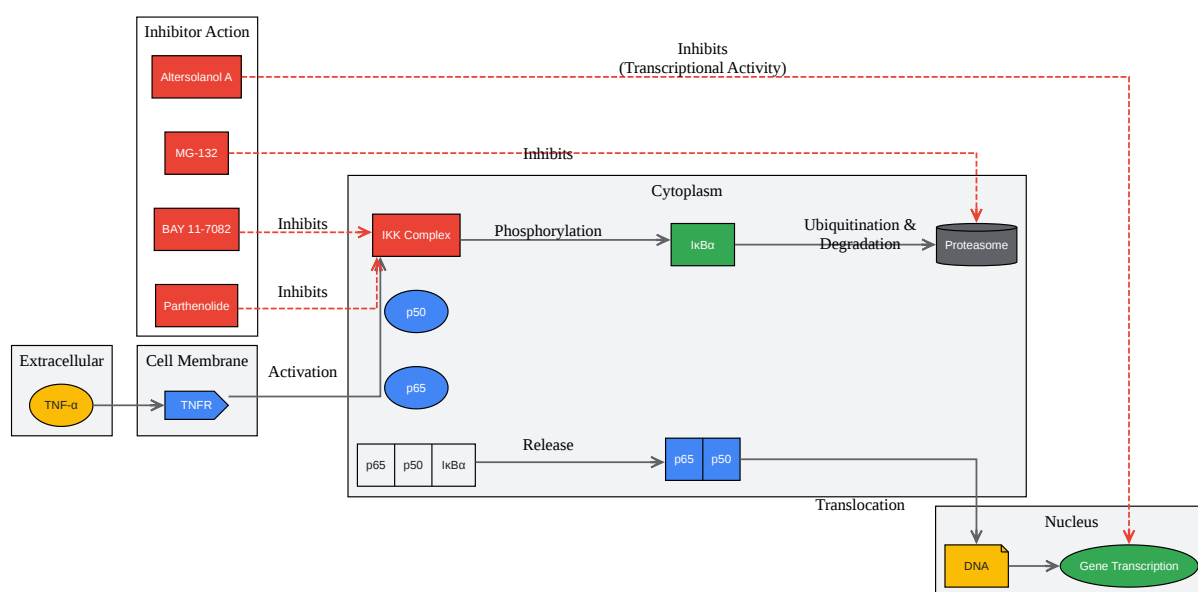 Inhibitor Action
Altersolanol A
Inhibits
(Transcriptional Activity)
MG-132
Inhibits
Cytoplasm
BAY 11-7082
Inhibits
IKK Complex
Phosphorylation
IκBα
Ubiquitination &
Degradation
Proteasome
Parthenolide
Inhibits
p50
Extracellular
TNF-α
Cell Membrane
TNFR
Activation
p65
p65
p50
IκBα
Release
p65
p50
Translocation
Nucleus
DNA
Gene Transcription